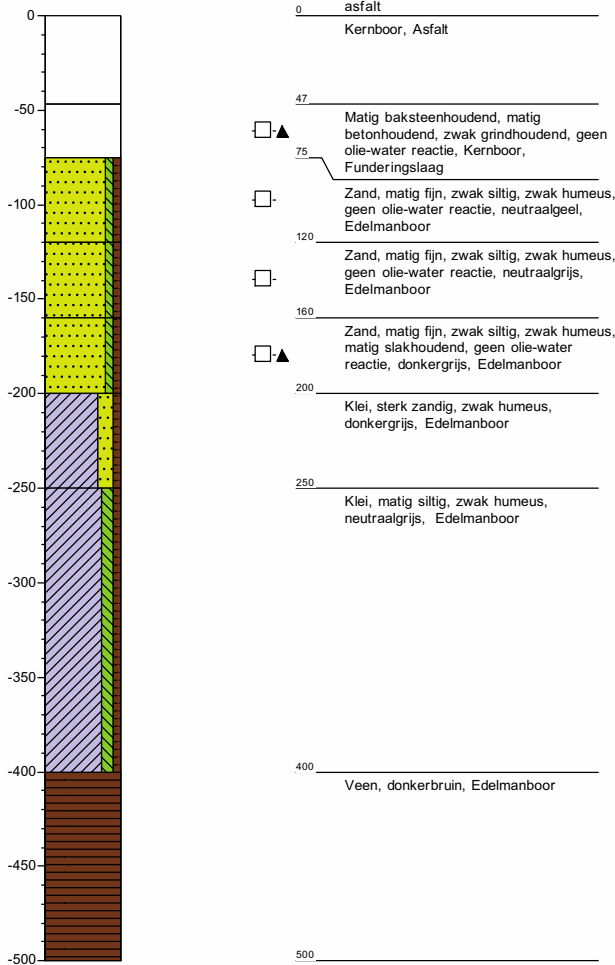 0
-50
-100
-150
-200
-250
-300
-350
-400
-450
-500
0
asfalt
Kernboor, Asfalt
47
Matig baksteenhoudend, matig
betonhoudend, zwak grindhoudend, geen
olie-water reactie, Kernboor,
Funderingslaag
75
Zand, matig fijn, zwak siltig, zwak humeus,
geen olie-water reactie, neutraalgeel,
Edelmanboor
120
Zand, matig fijn, zwak siltig, zwak humeus,
geen olie-water reactie, neutraalgrijs,
Edelmanboor
160
Zand, matig fijn, zwak siltig, zwak humeus,
matig slakhoudend, geen olie-water
reactie, donkergrijs, Edelmanboor
200
Klei, sterk zandig, zwak humeus,
donkergrijs, Edelmanboor
250
Klei, matig siltig, zwak humeus,
neutraalgrijs, Edelmanboor
400
Veen, donkerbruin, Edelmanboor
500